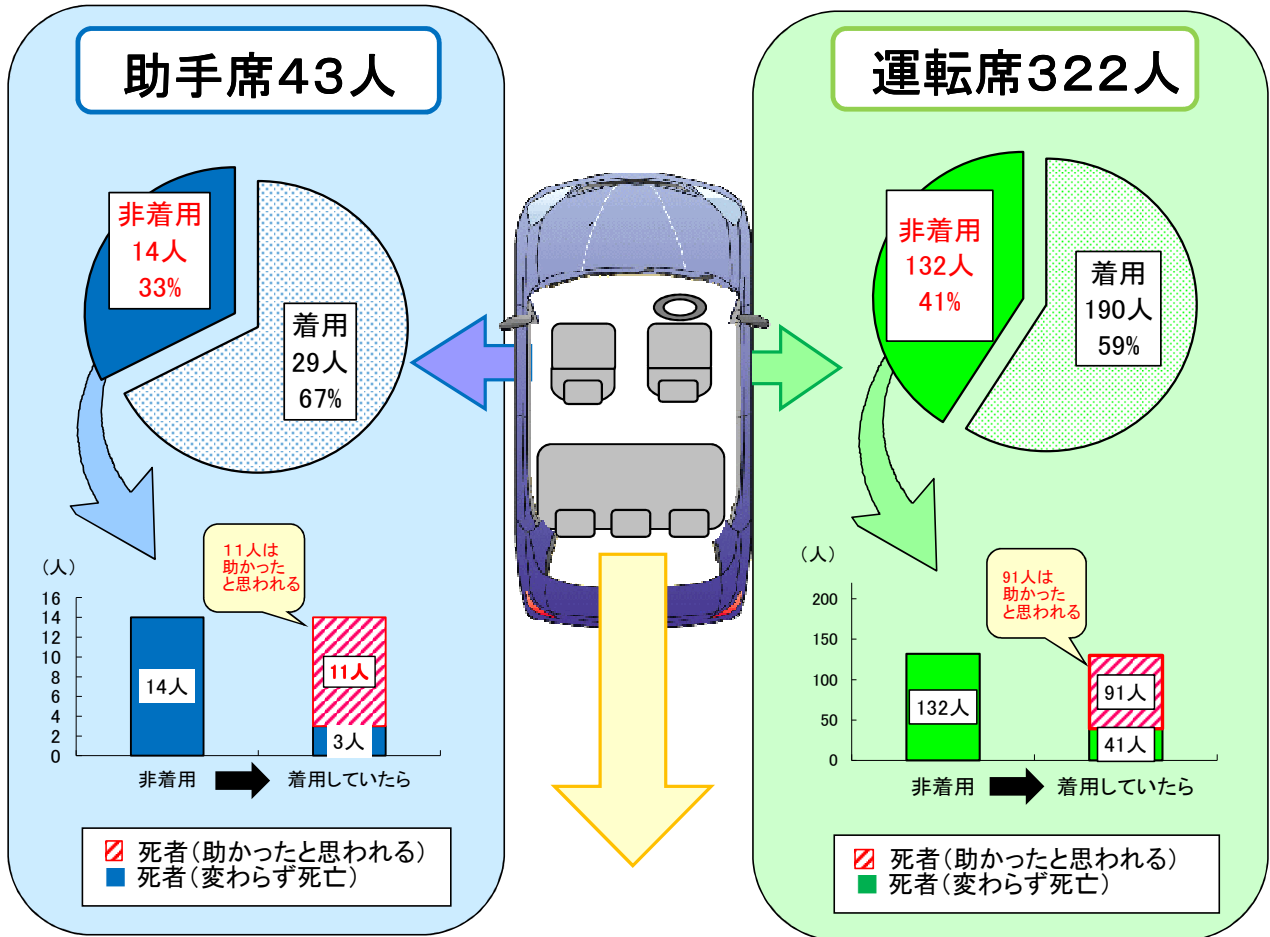 助手席43人
非着用
14人
33%
着用
29人
67%
11人は
助かった
と思われる
(人)
16
14
12
10
8
6
4
2
0
14人
11人
3人
非着用
着用していたら
死者(助かったと思われる)
死者(変わらず死亡)
運転席322人
非着用
132人
41%
着用
190人
59%
91人は
助かった
と思われる
(人)
200
150
100
50
0
132人
91人
41人
非着用
着用していたら
死者(助かったと思われる)
死者(変わらず死亡)